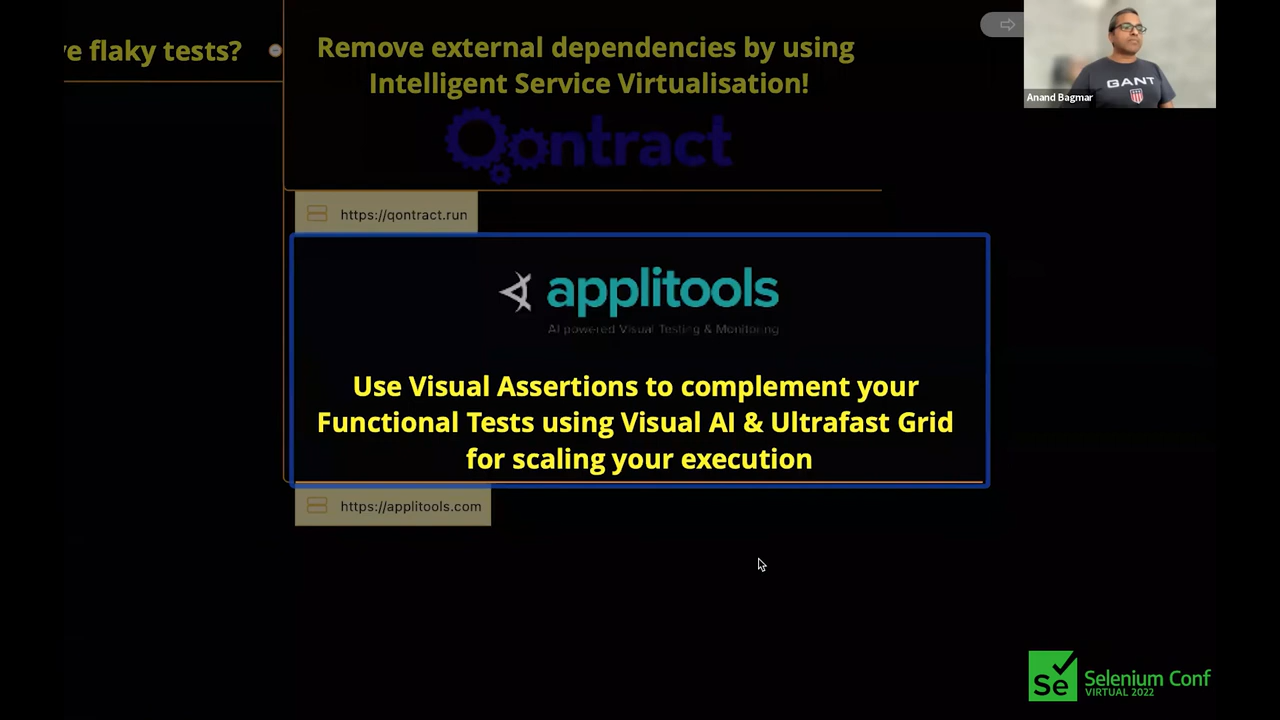 ve flaky tests?
Remove external dependencies by using
Intelligent Service Virtualisation!
Qontract
https://qontract.run
applitools
AI powered Visual Testing & Monitoring
Use Visual Assertions to complement your
Functional Tests using Visual AI & Ultrafast Grid
for scaling your execution
https://applitools.com
GANT
Anand Bagmar
Se
Selenium Conf
VIRTUAL 2022